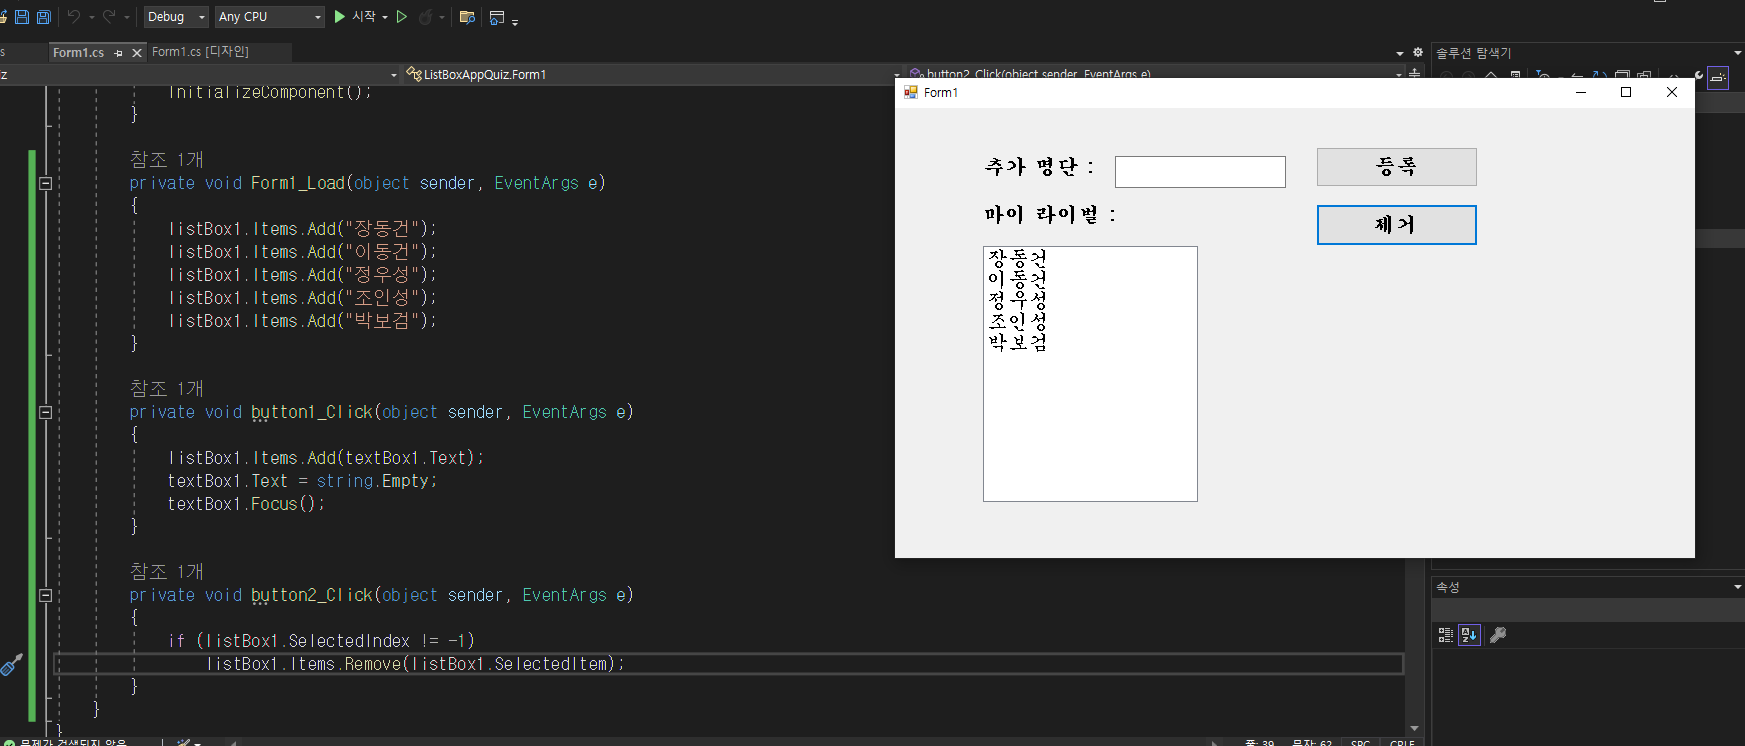 Debug Any CPU 시작
Form1.cs Form1.cs [디자인]
ListBoxAppQuiz.Form1 button2_Click(object sender, EventArgs e)
솔루션 탐색기
InitializeComponent();
}
참조 1개
private void Form1_Load(object sender, EventArgs e)
{
listBox1.Items.Add("장동건");
listBox1.Items.Add("이동건");
listBox1.Items.Add("정우성");
listBox1.Items.Add("조인성");
listBox1.Items.Add("박보검");
}
참조 1개
private void button1_Click(object sender, EventArgs e)
{
listBox1.Items.Add(textBox1.Text);
textBox1.Text = string.Empty;
textBox1.Focus();
}
참조 1개
private void button2_Click(object sender, EventArgs e)
{
if (listBox1.SelectedIndex != -1)
listBox1.Items.Remove(listBox1.SelectedItem);
}
}
}
Form1
추가 명단 :
등록
마이 라이벌 :
제거
장동건
이동건
정우성
조인성
박보검
속성
문제가 검색되지 않음
줄: 39 문자: 62 SPC CRLF